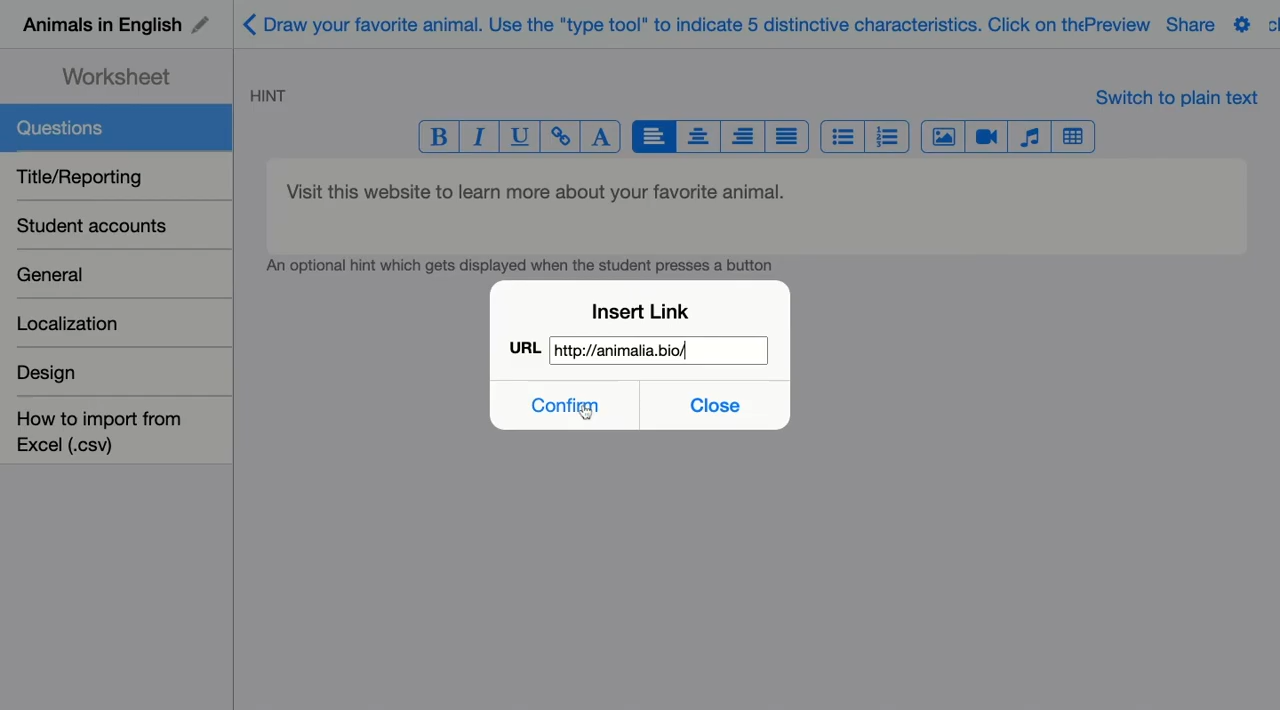 Animals in English
Draw your favorite animal. Use the "type tool" to indicate 5 distinctive characteristics. Click on the
Preview
Share
Worksheet
Questions
Title/Reporting
Student accounts
General
Localization
Design
How to import from
Excel (.csv)
HINT
Switch to plain text
B I U A
Visit this website to learn more about your favorite animal.
An optional hint which gets displayed when the student presses a button
Insert Link
URL http://animalia.bio/
Confirm
Close